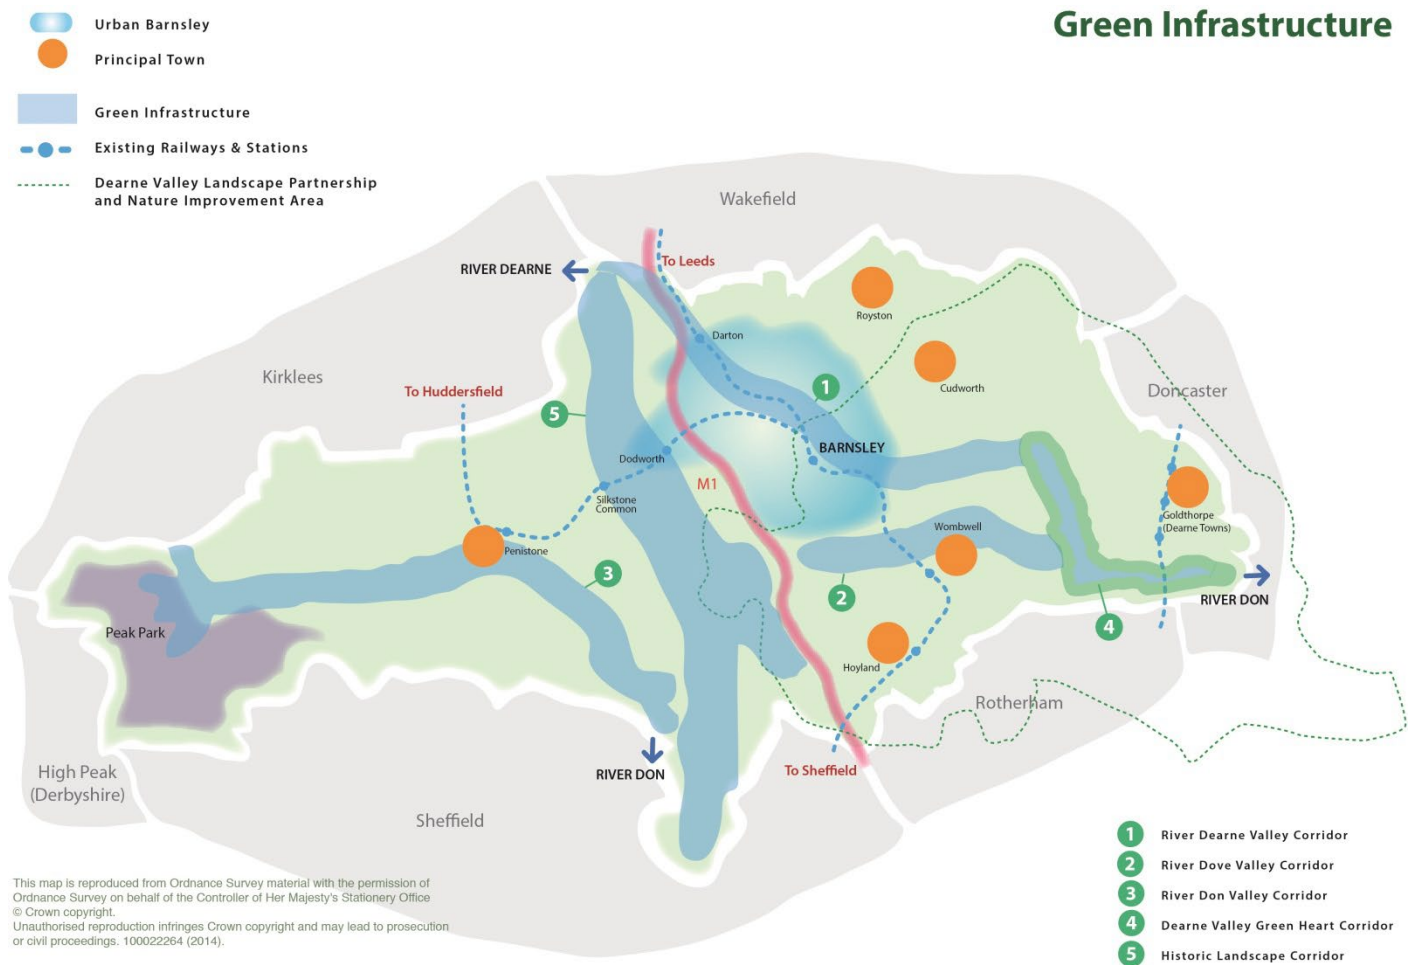 Green Infrastructure
Urban Barnsley
Principal Town
Green Infrastructure
Existing Railways & Stations
Dearne Valley Landscape Partnership
and Nature Improvement Area
Wakefield
RIVER DEARNE
To Leeds
Royston
Darton
Kirklees
To Huddersfield
Cudworth
Doncaster
1
5
BARNSLEY
Dodworth
M1
Silkstone
Common
Goldthorpe
(Dearne Towns)
Wombwell
Penistone
3
2
RIVER DON
4
Peak Park
Hoyland
Rotherham
RIVER DON
To Sheffield
High Peak
(Derbyshire)
Sheffield
1 River Dearne Valley Corridor
2 River Dove Valley Corridor
3 River Don Valley Corridor
4 Dearne Valley Green Heart Corridor
5 Historic Landscape Corridor
This map is reproduced from Ordnance Survey material with the permission of
Ordnance Survey on behalf of the Controller of Her Majesty's Stationery Office
© Crown copyright.
Unauthorised reproduction infringes Crown copyright and may lead to prosecution
or civil proceedings. 100022264 (2014).